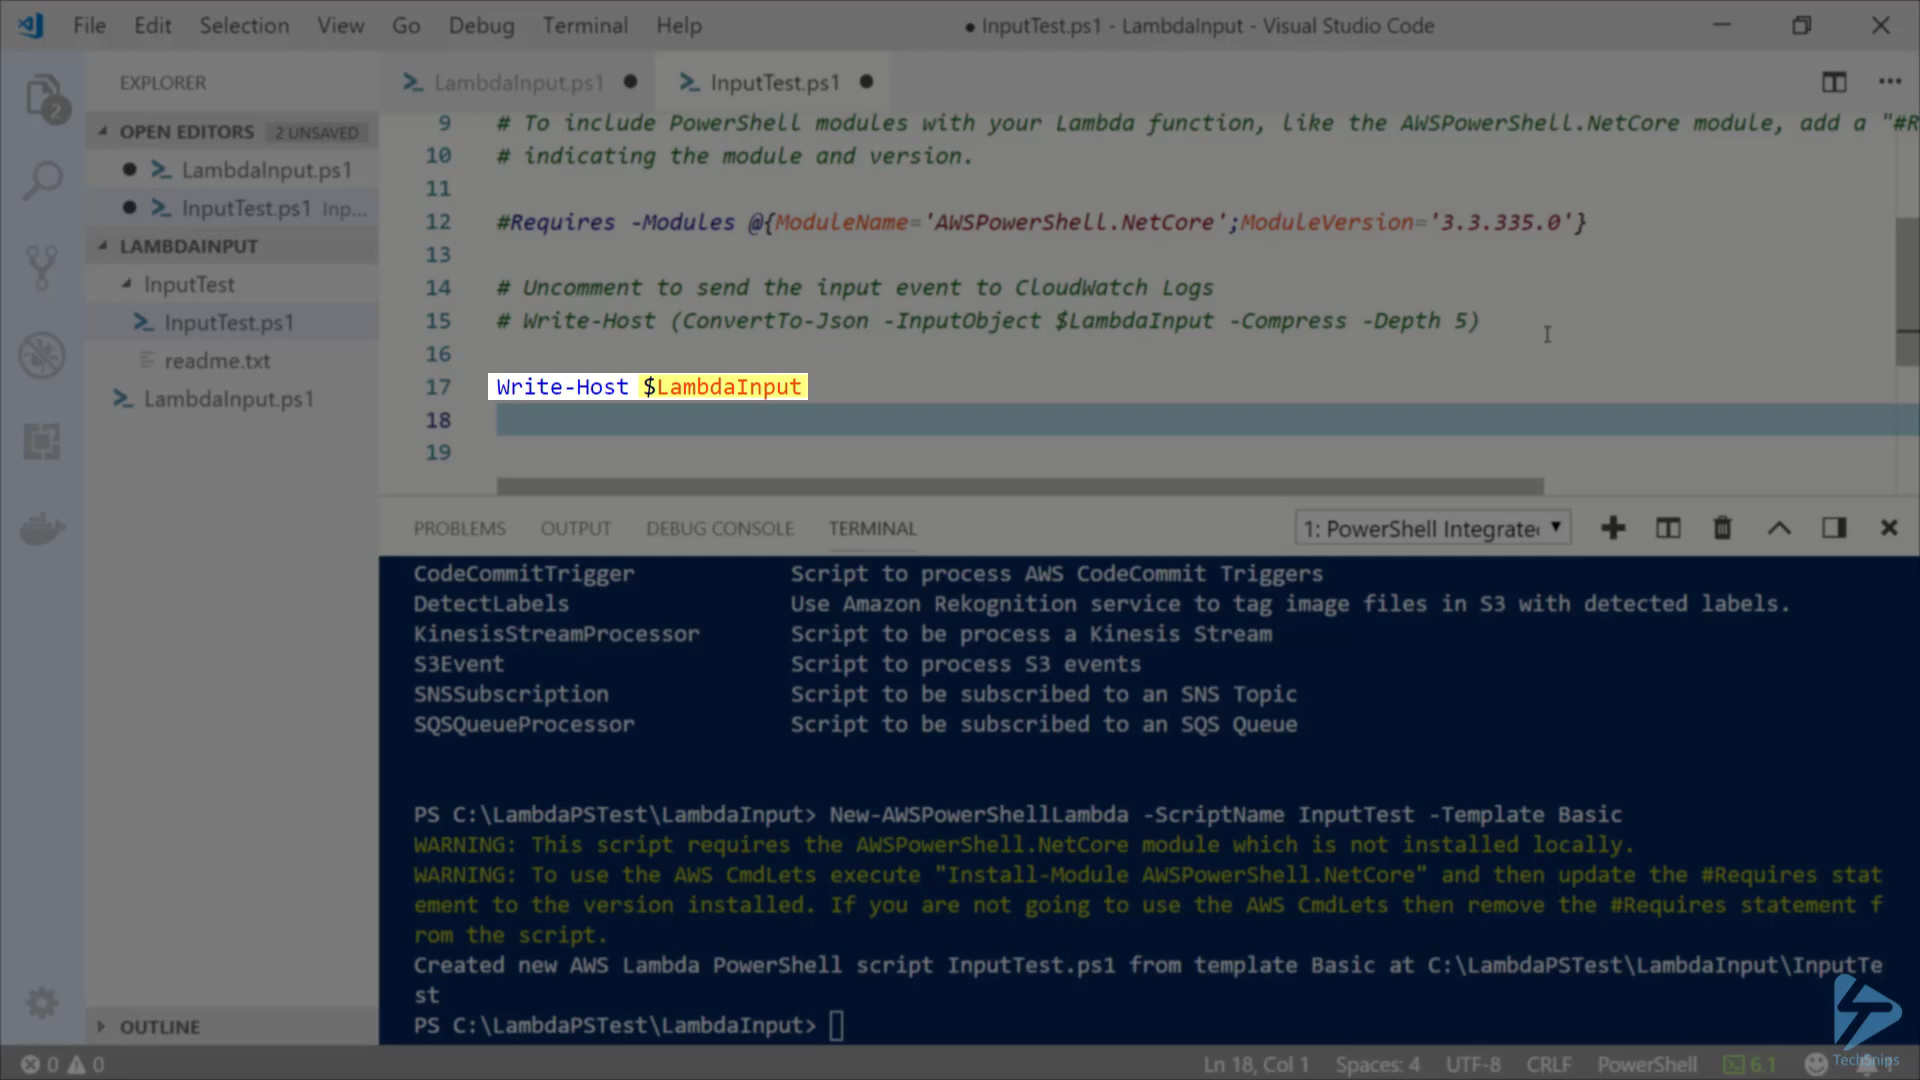 File Edit Selection View Go Debug Terminal Help
● InputTest.ps1 - LambdaInput - Visual Studio Code
EXPLORER
2
OPEN EDITORS 2 UNSAVED
LambdaInput.ps1
InputTest.ps1 Inp...
LAMBDAINPUT
InputTest
InputTest.ps1
readme.txt
LambdaInput.ps1
OUTLINE
LambdaInput.ps1 ● InputTest.ps1 ●
9 # To include PowerShell modules with your Lambda function, like the AWSPowerShell.NetCore module, add a "#R
10 # indicating the module and version.
11
12 #Requires -Modules @{ModuleName='AWSPowerShell.NetCore';ModuleVersion='3.3.335.0'}
13
14 # Uncomment to send the input event to CloudWatch Logs
15 # Write-Host (ConvertTo-Json -InputObject $LambdaInput -Compress -Depth 5)
16
17 Write-Host $LambdaInput
18
19
PROBLEMS OUTPUT DEBUG CONSOLE TERMINAL
1: PowerShell Integrate
CodeCommitTrigger Script to process AWS CodeCommit Triggers
DetectLabels Use Amazon Rekognition service to tag image files in S3 with detected labels.
KinesisStreamProcessor Script to be process a Kinesis Stream
S3Event Script to process S3 events
SNSSubscription Script to be subscribed to an SNS Topic
SQSQueueProcessor Script to be subscribed to an SQS Queue
PS C:\LambdaPSTest\LambdaInput> New-AWSPowerShellLambda -ScriptName InputTest -Template Basic
WARNING: This script requires the AWSPowerShell.NetCore module which is not installed locally.
WARNING: To use the AWS CmdLets execute "Install-Module AWSPowerShell.NetCore" and then update the #Requires stat
ement to the version installed. If you are not going to use the AWS CmdLets then remove the #Requires statement f
rom the script.
Created new AWS Lambda PowerShell script InputTest.ps1 from template Basic at C:\LambdaPSTest\LambdaInput\InputTe
st
PS C:\LambdaPSTest\LambdaInput>
0 0 Ln 18, Col 1 Spaces: 4 UTF-8 CRLF PowerShell 6.1
TechSnips